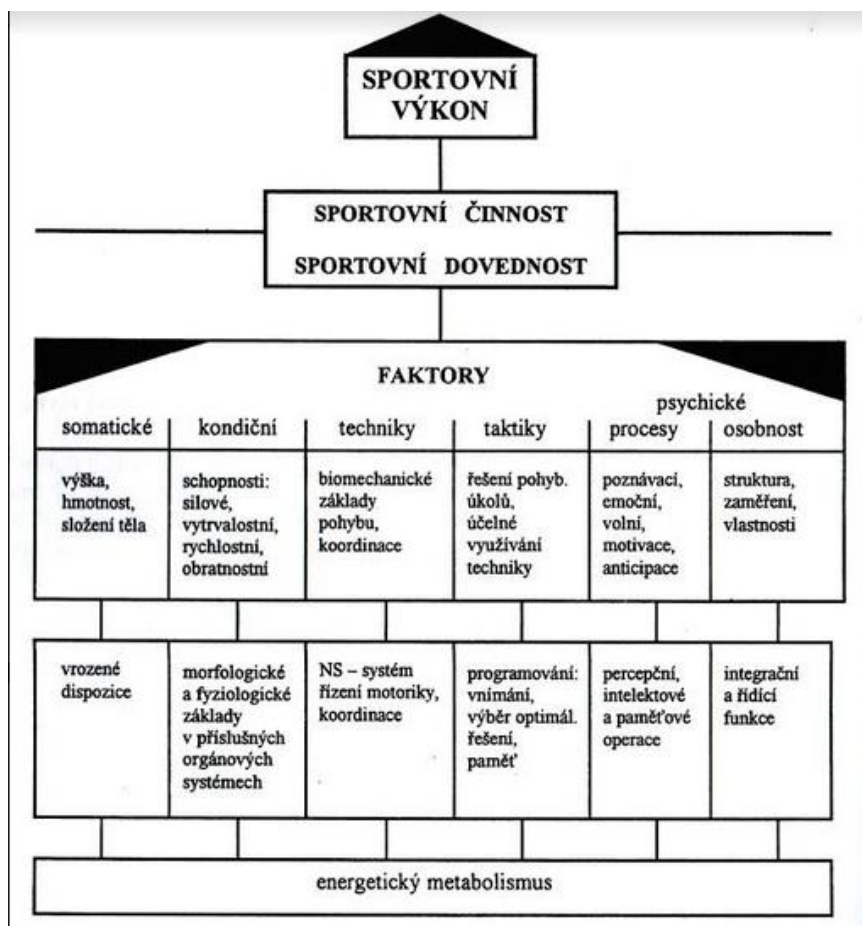 SPORTOVNÍ
VÝKON
SPORTOVNÍ ČINNOST
SPORTOVNÍ DOVEDNOST
FAKTORY
psychické
somatické
kondiční
techniky
taktiky
procesy
osobnost
výška,
hmotnost,
složení těla
schopnosti:
silové,
vytrvalostní,
rychlostní,
obratnostní
biomechanické
základy
pohybu,
koordinace
řešení pohyb.
úkolů,
účelné
využívání
techniky
poznávací,
emoční,
volní,
motivace,
anticipace
struktura,
zaměření,
vlastnosti
vrozené
dispozice
morfologické
a fyziologické
základy
v příslušných
orgánových
systémech
NS – systém
řízení motoriky,
koordinace
programování:
vnímání,
výběr optimál.
řešení,
paměť
percepční,
intelektové
a paměťové
operace
integrační
a řídící
funkce
energetický metabolismus